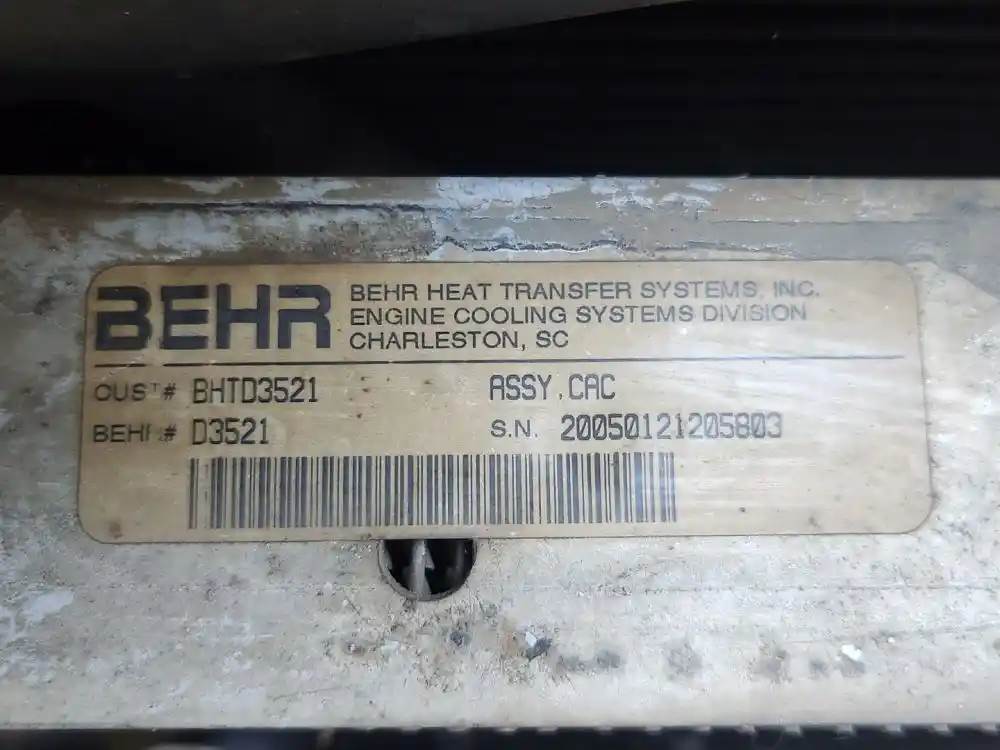 BEHR
BEHR HEAT TRANSFER SYSTEMS, INC.
ENGINE COOLING SYSTEMS DIVISION
CHARLESTON, SC
CUST# BHTD3521
ASSY,CAC
BEHR# D3521
S.N. 20050121205803